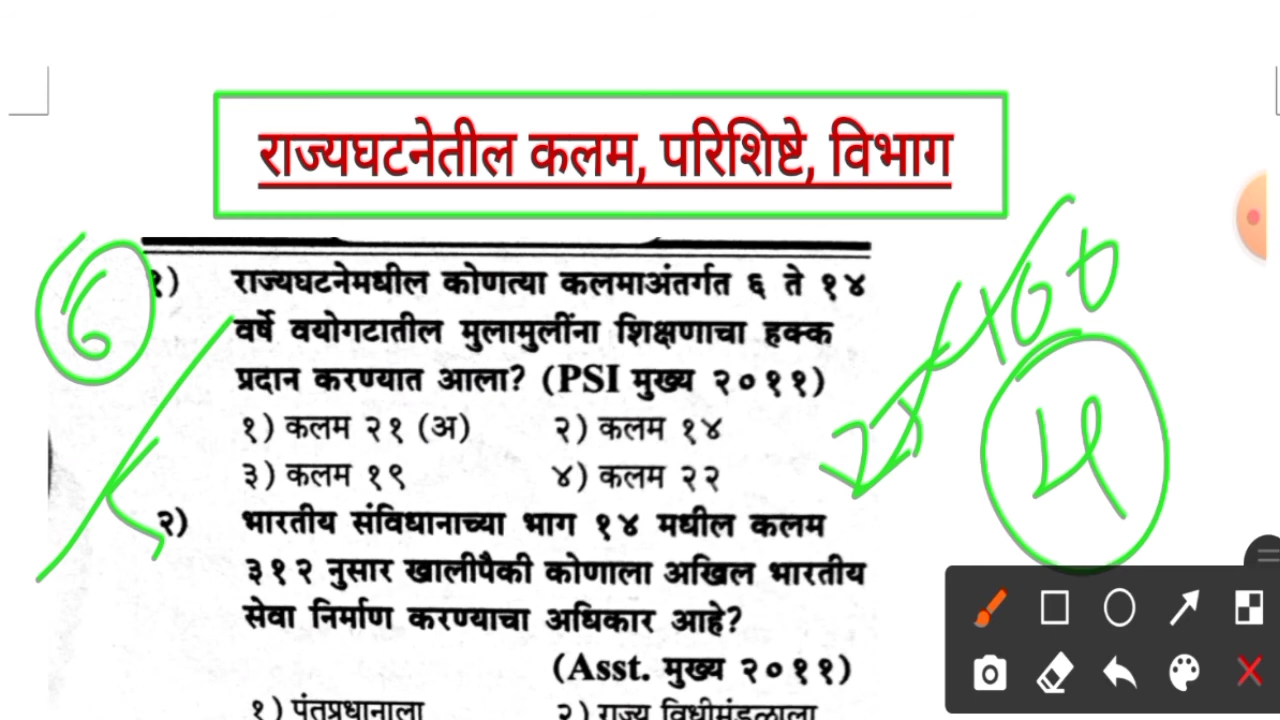 राज्यघटनेतील कलम, परिशिष्टे, विभाग
१) राज्यघटनेमधील कोणत्या कलमाअंतर्गत ६ ते १४
वर्षे वयोगटातील मुलामुलींना शिक्षणाचा हक्क
प्रदान करण्यात आला? (PSI मुख्य २०११)
१) कलम २१ (अ) २) कलम १४
३) कलम १९ ४) कलम २२
२) भारतीय संविधानाच्या भाग १४ मधील कलम
३१२ नुसार खालीपैकी कोणाला अखिल भारतीय
सेवा निर्माण करण्याचा अधिकार आहे?
(Asst. मुख्य २०११)
१) पंतप्रधानाला २) राज्य विधीमंडळाला